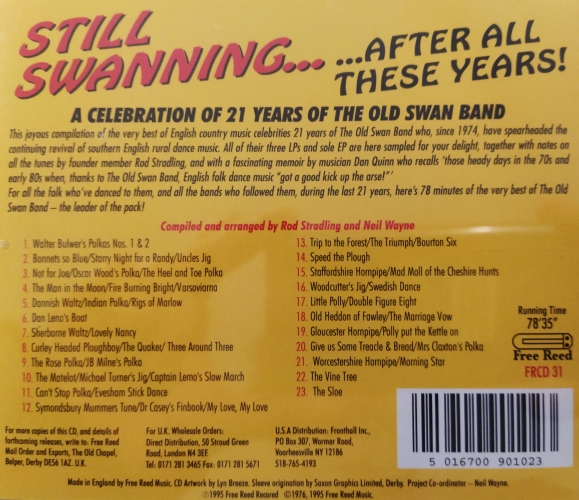 STILL
SWANNING...
...AFTER ALL
THESE YEARS!
A CELEBRATION OF 21 YEARS OF THE OLD SWAN BAND
This joyous compilation of the very best of English country music celebrities 21 years of The Old Swan Band who, since 1974, have spearheaded the
continuing revival of southern English rural dance music. All of their three LPs and sole EP are here sampled for your delight, together with notes on
all the tunes by founder member Rod Stradling, and with a fascinating memoir by musician Dan Quinn who recalls 'those heady days in the 70s and
early 80s when, thanks to The Old Swan Band, English folk dance music "got a good kick up the arse!"'
For all the folk who've danced to them, and all the bands who followed them, during the last 21 years, here's 78 minutes of the very best of The Old
Swan Band – the leader of the pack!
Compiled and arranged by Rod Stradling and Neil Wayne
1. Walter Bulwer's Polkas Nos. 1 & 2
2. Bonnets so Blue/Starry Night for a Randy/Uncles Jig
3. Not for Joe/Oscar Wood's Polka/The Heel and Toe Polka
4. The Man in the Moon/Fire Burning Bright/Varsoviarna
5. Dannish Waltz/Indian Polka/Rigs of Marlow
6. Dan Leno's Boat
7. Sherborne Waltz/Lovely Nancy
8. Curley Headed Ploughboy/The Quaker/ Three Around Three
9. The Rose Polka/JB Milne's Polka
10. The Matelot/Michael Turner's Jig/Captain Lemo's Slow March
11. Can't Stop Polka/Evesham Stick Dance
12. Symondsbury Mummers Tune/Dr Casey's Finbook/My Love, My Love
13. Trip to the Forest/The Triumph/Bourton Six
14. Speed the Plough
15. Staffordshire Hornpipe/Mad Moll of the Cheshire Hunts
16. Woodcutter's Jig/Swedish Dance
17. Little Polly/Double Figure Eight
18. Old Heddon of Fawley/The Marriage Vow
19. Gloucester Hornpipe/Polly put the Kettle on
20. Give us Some Treacle & Bread/Mrs Claxton's Polka
21. Worcestershire Hornpipe/Morning Star
22. The Vine Tree
23. The Sloe
Running Time
78'35"
Free Reed
FRCD 31
For more copies of this CD, and details of
forthcoming releases, write to: Free Reed
Mail Order and Exports, The Old Chapel,
Belper, Derby DE56 1AZ. U.K.
For U.K. Wholesale Orders:
Direct Distribution, 50 Stroud Green
Road, London N4 3EF.
Tel: 0171 281 3465 Fax: 0171 281 5671
U.S.A Distribution: Fronthall Inc.,
PO Box 307, Wormer Road,
Voorheesville NY 12186
518-765-4193
5 016700 901023
Made in England by Free Reed Music. CD Artwork by Lyn Breeze. Sleeve origination by Saxon Graphics Limited, Derby. Project Co-ordinator – Neil Wayne.
℗1995 Free Reed Record ©1976, 1995 Free Reed Music.